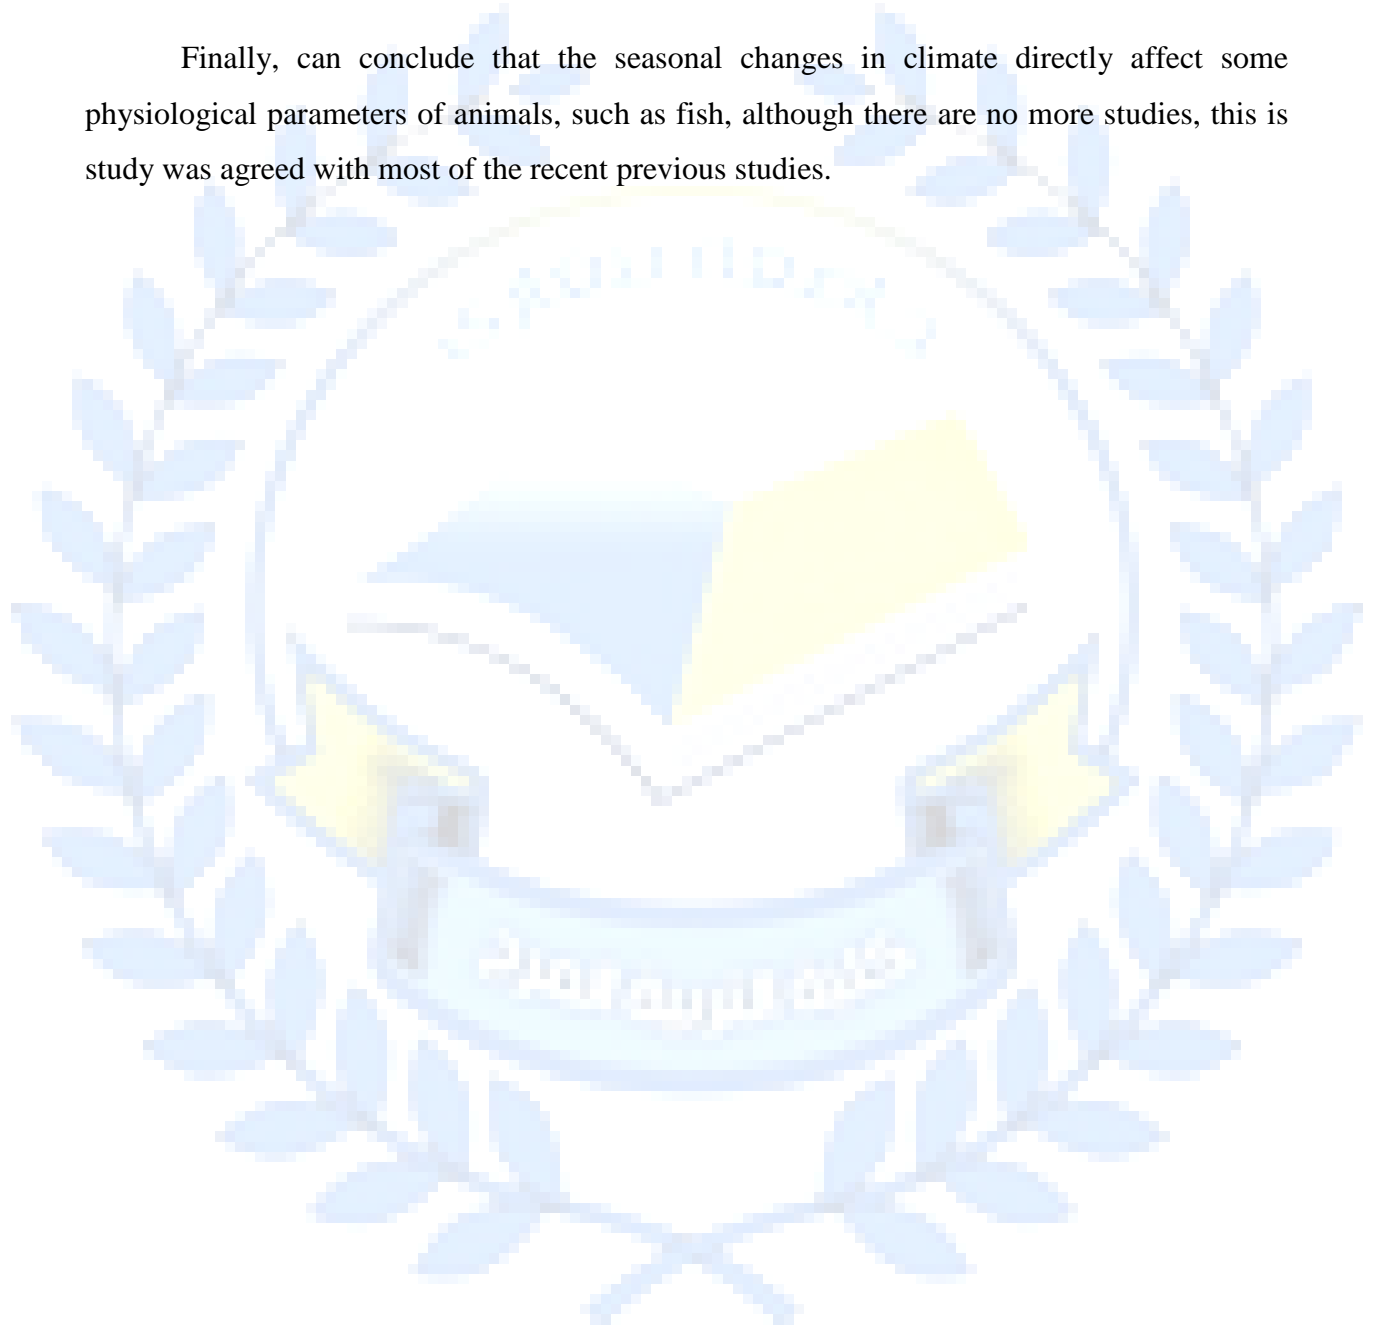 Finally, can conclude that the seasonal changes in climate directly affect some
physiological parameters of animals, such as fish, although there are no more studies, this is
study was agreed with most of the recent previous studies.